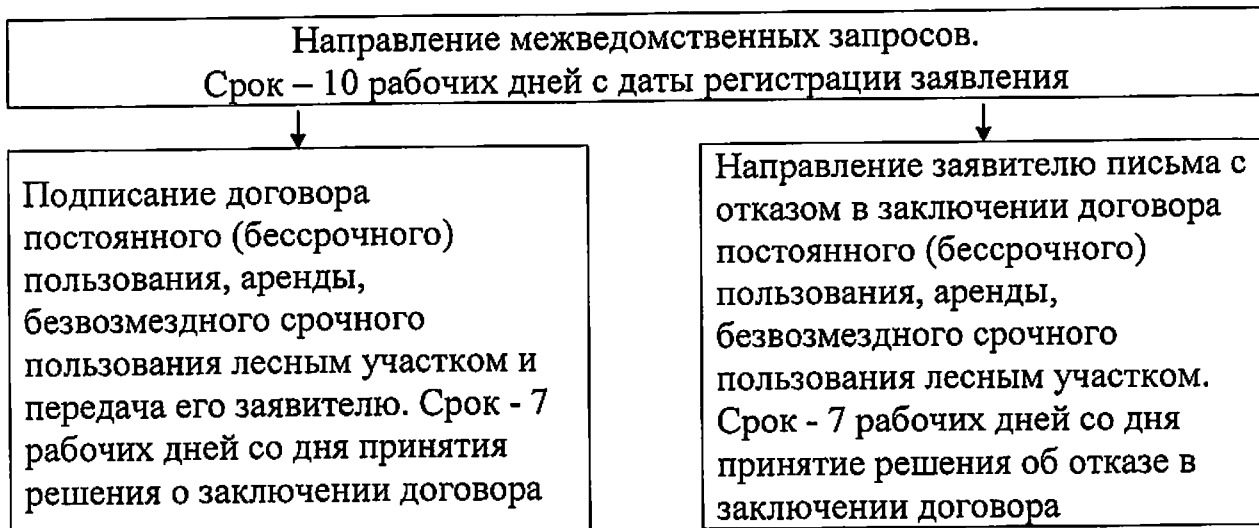 Направление межведомственных запросов.
Срок – 10 рабочих дней с даты регистрации заявления
Подписание договора
постоянного (бессрочного)
пользования, аренды,
безвозмездного срочного
пользования лесным участком и
передача его заявителю. Срок - 7
рабочих дней со дня принятия
решения о заключении договора
Направление заявителю письма с
отказом в заключении договора
постоянного (бессрочного)
пользования, аренды,
безвозмездного срочного
пользования лесным участком.
Срок - 7 рабочих дней со дня
принятие решения об отказе в
заключении договора